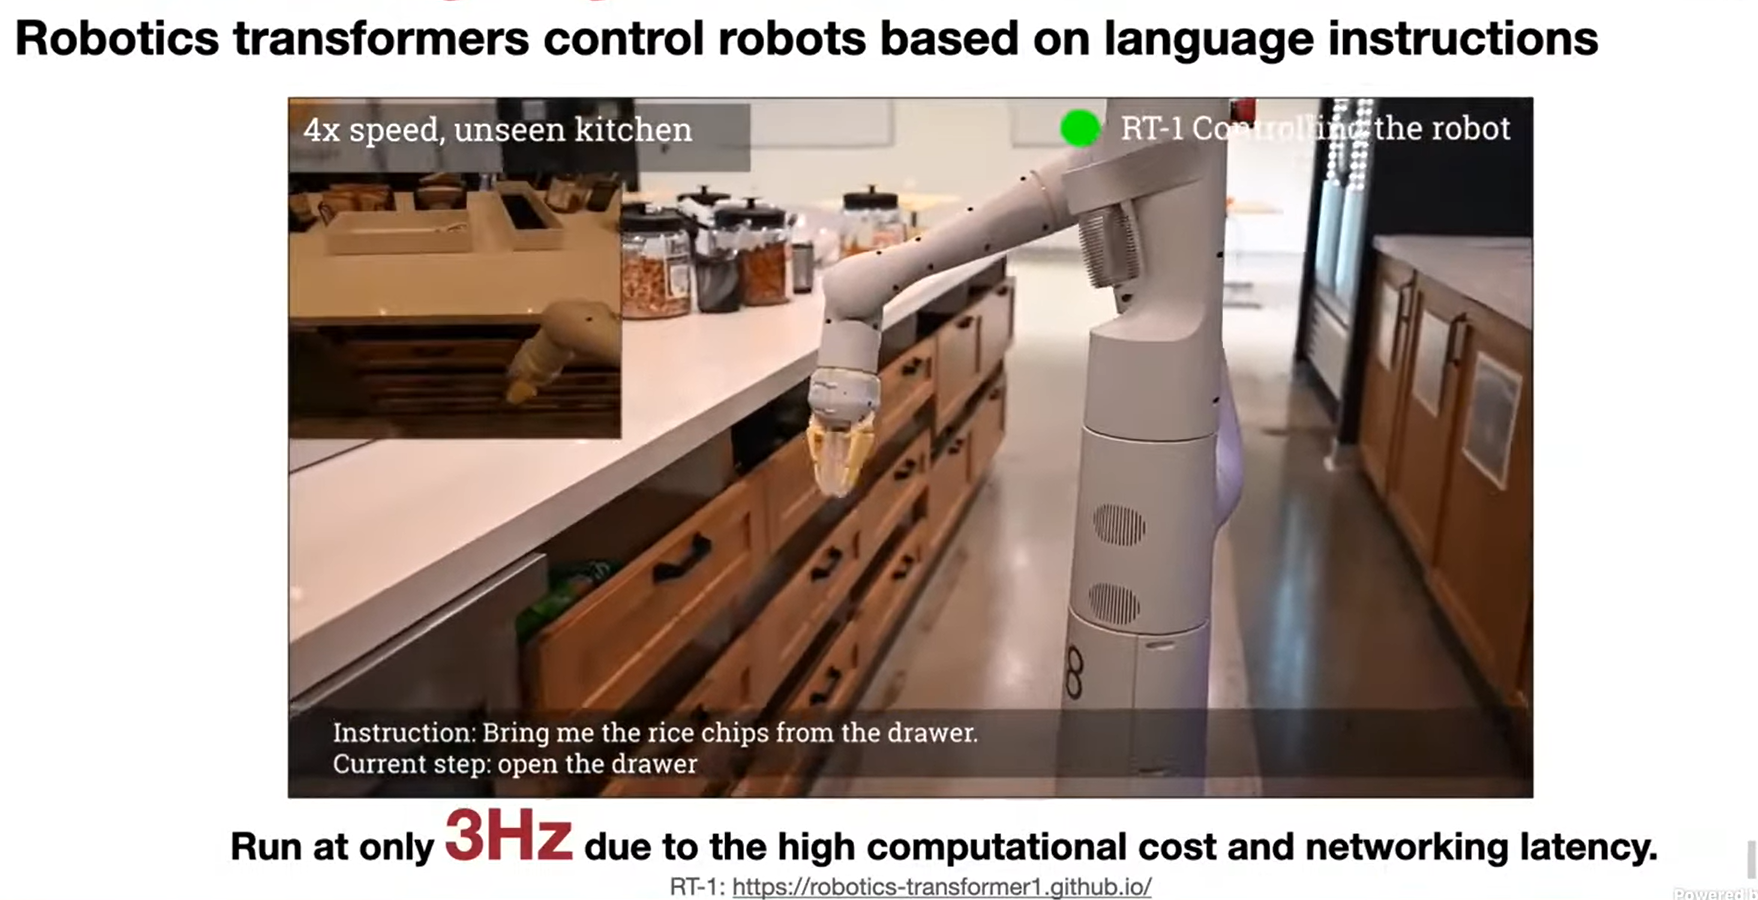 Robotics transformers control robots based on language instructions
4x speed, unseen kitchen
RT-1 Controlling the robot
8
Instruction: Bring me the rice chips from the drawer.
Current step: open the drawer
Run at only 3Hz due to the high computational cost and networking latency.
RT-1: https://robotics-transformer1.github.io/
Powered b